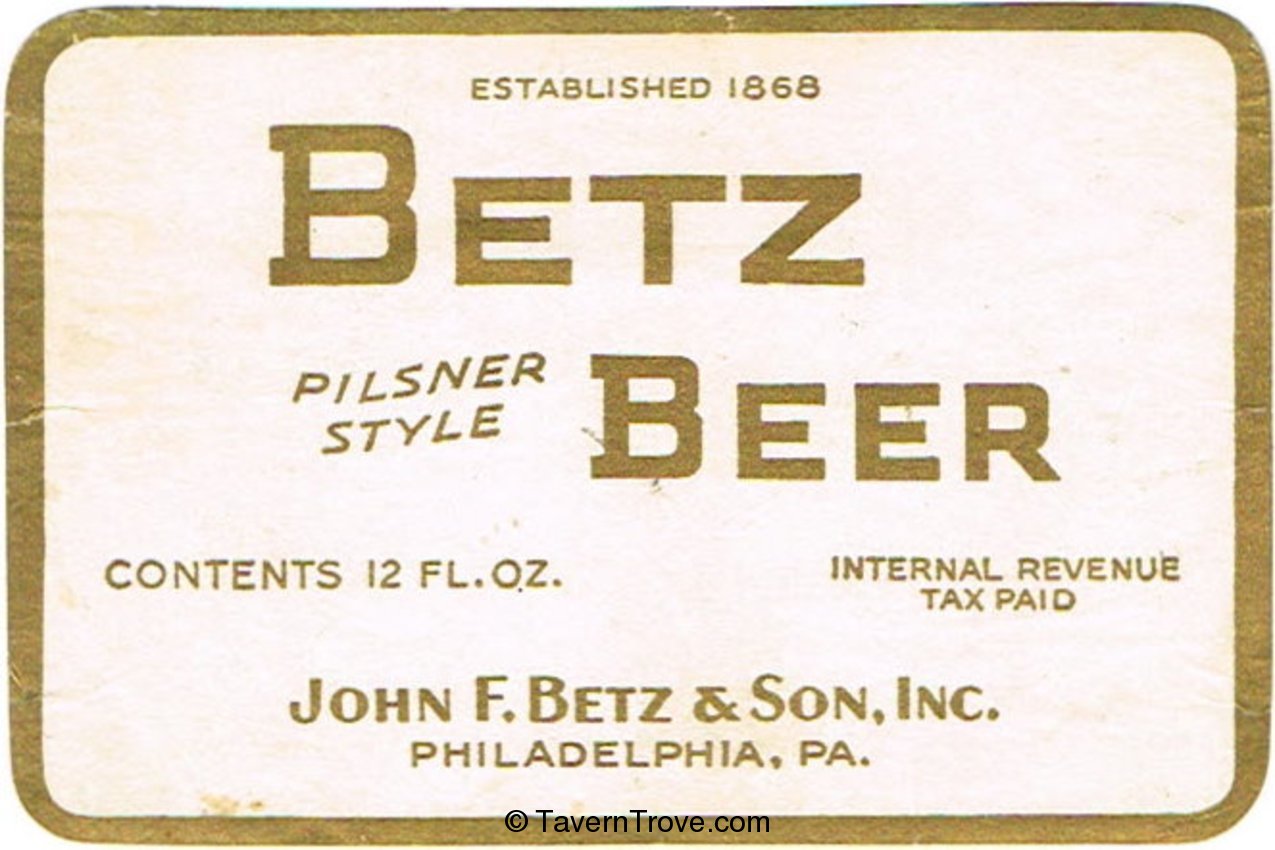 ESTABLISHED 1868
BETZ
PILSNER
STYLE
BEER
CONTENTS 12 FL.OZ.
INTERNAL REVENUE
TAX PAID
JOHN F. BETZ & SON, INC.
PHILADELPHIA, PA.
© TavernTrove.com